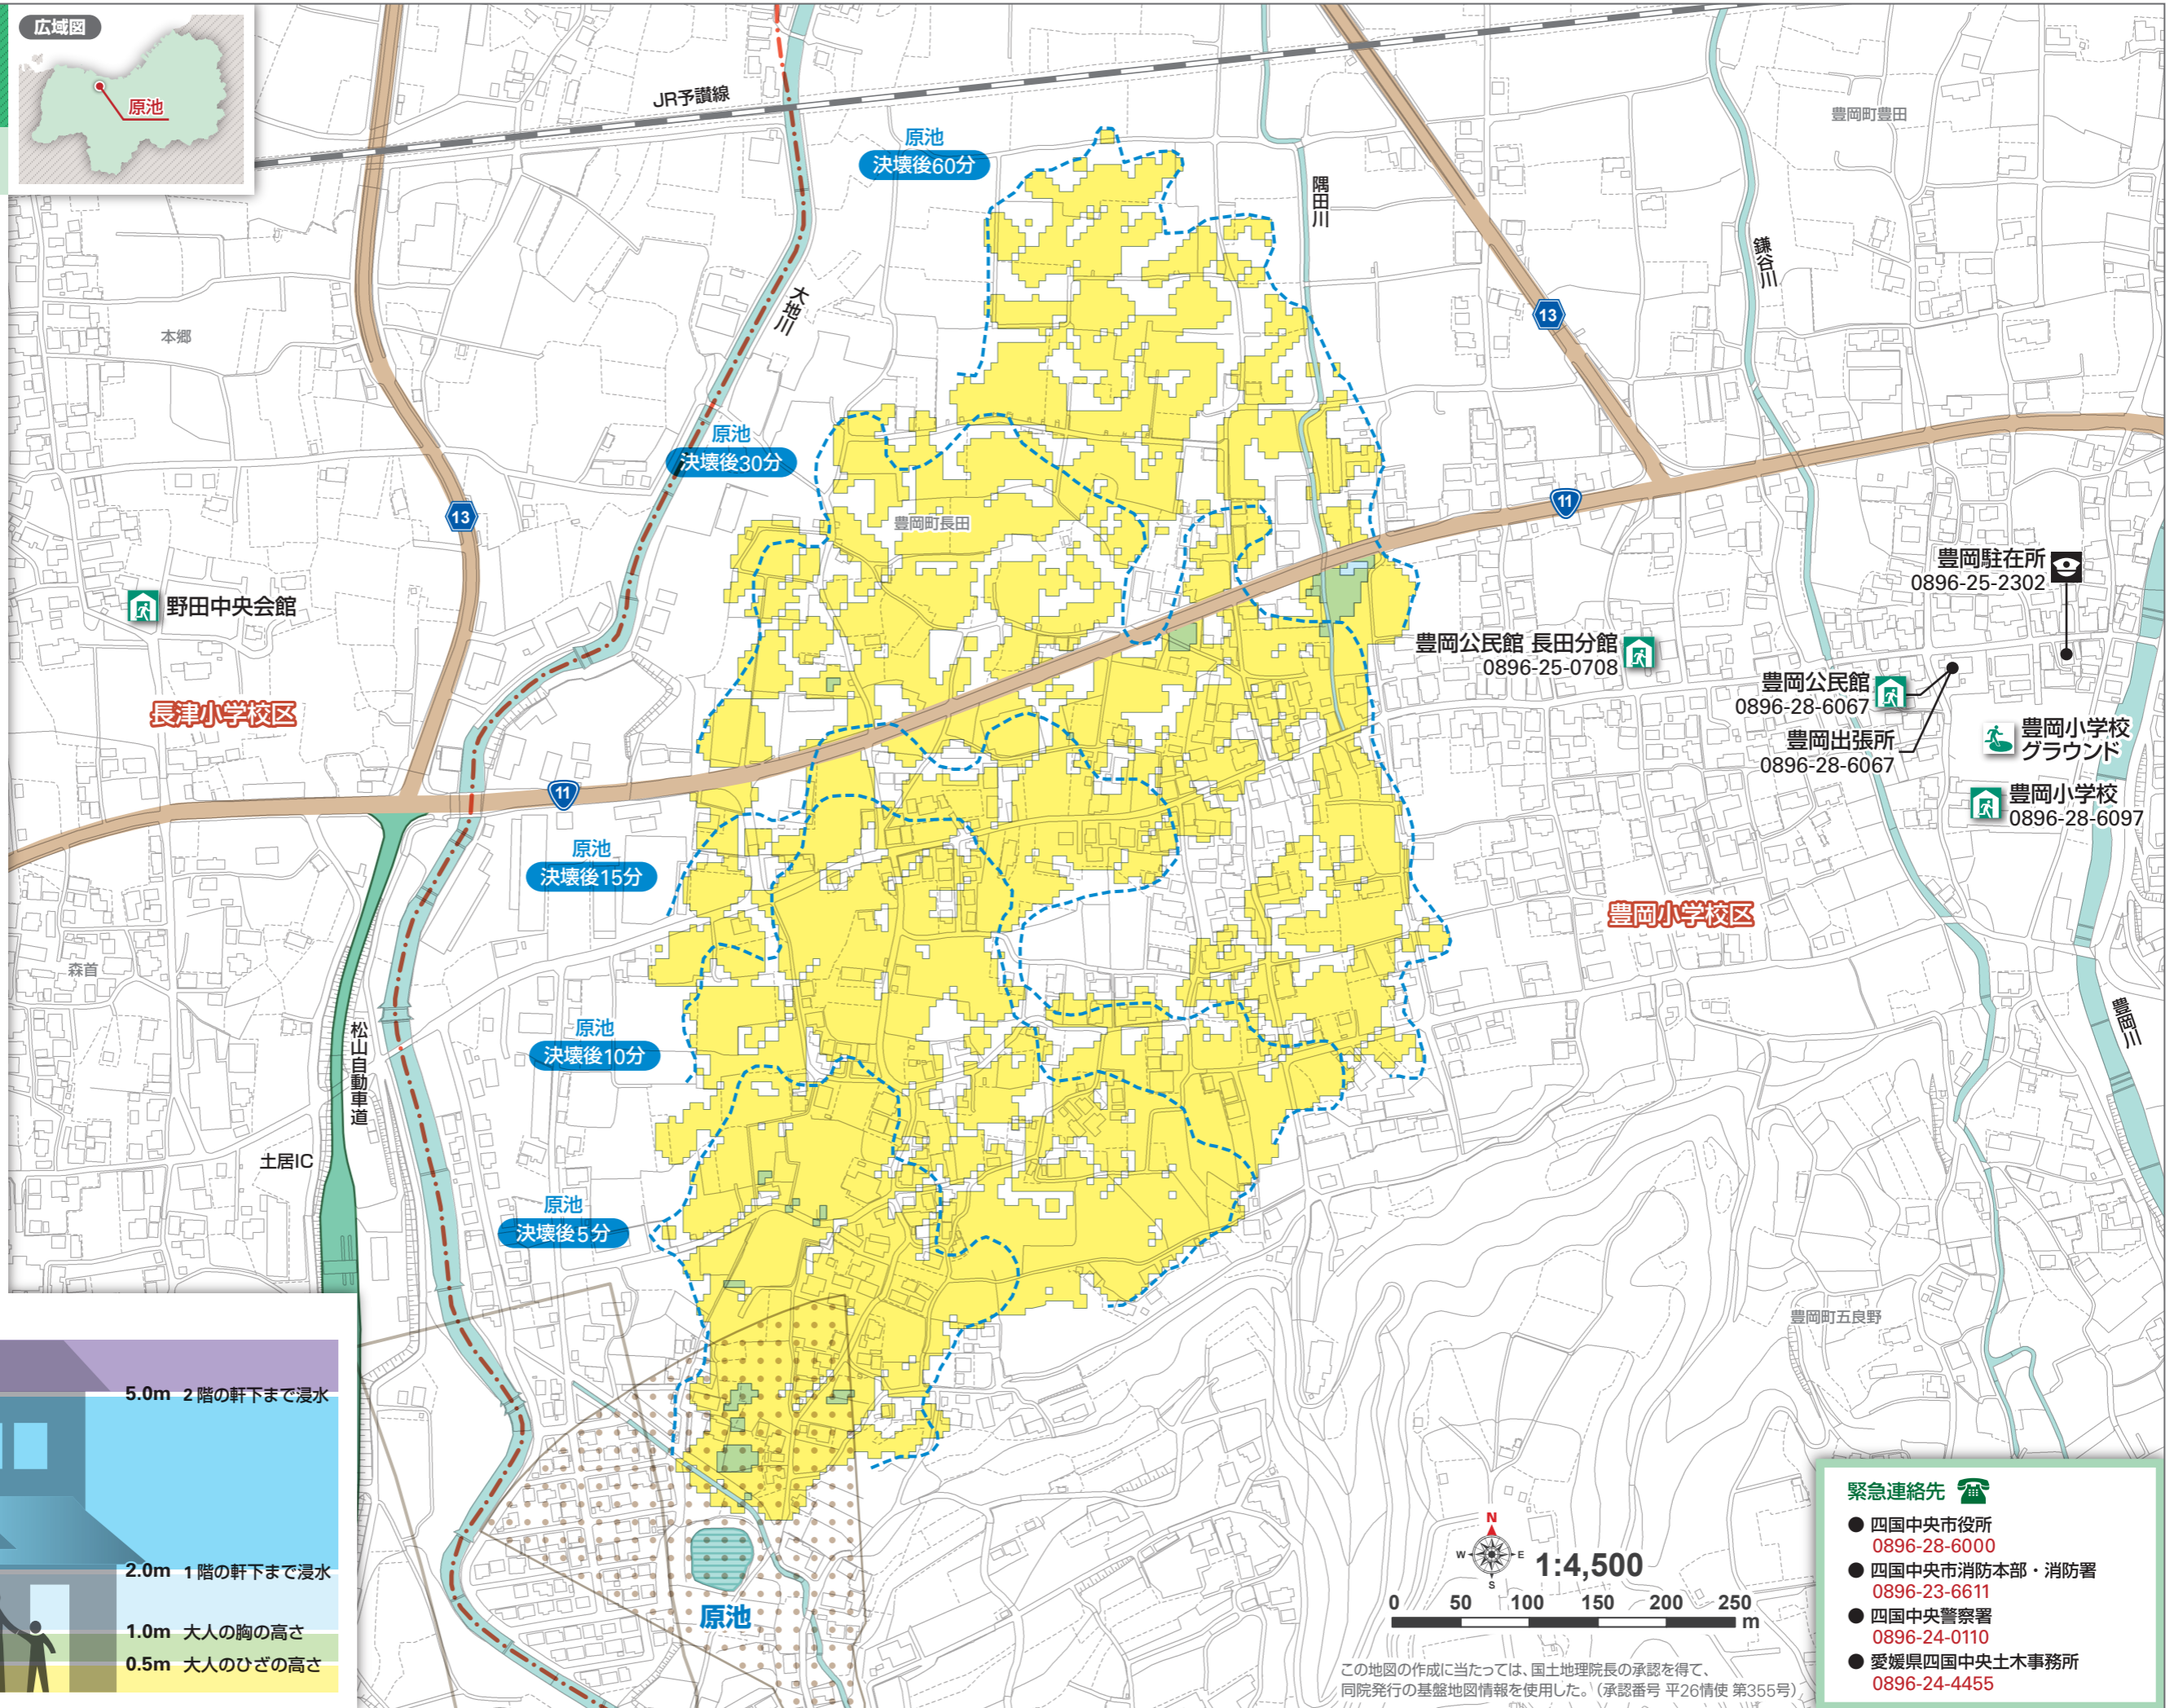 広域図
原池
JR予讃線
原池
決壊後60分
隅田川
豊岡町豊田
鎌谷川
大地川
本郷
13
13
原池
決壊後30分
11
豊岡町長田
豊岡駐在所
0896-25-2302
野田中央会館
豊岡公民館 長田分館
0896-25-0708
豊岡公民館
0896-28-6067
長津小学校区
豊岡小学校
グラウンド
豊岡出張所
0896-28-6067
11
豊岡小学校
0896-28-6097
原池
決壊後15分
豊岡小学校区
森首
松山自動車道
豊岡川
原池
決壊後10分
土居IC
原池
決壊後5分
豊岡町五良野
5.0m 2階の軒下まで浸水
2.0m 1階の軒下まで浸水
1.0m 大人の胸の高さ
0.5m 大人のひざの高さ
原池
N
W E
S
1:4,500
0 50 100 150 200 250
m
この地図の作成に当たっては、国土地理院長の承認を得て、
同院発行の基盤地図情報を使用した。(承認番号 平26情使 第355号)
緊急連絡先
● 四国中央市役所
0896-28-6000
● 四国中央市消防本部・消防署
0896-23-6611
● 四国中央警察署
0896-24-0110
● 愛媛県四国中央土木事務所
0896-24-4455